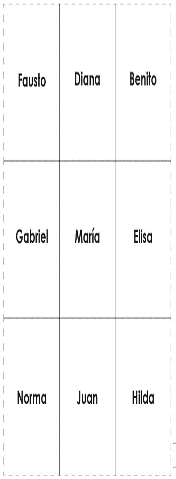 Fausto Diana Benito
Gabriel María Elisa
Norma Juan Hilda